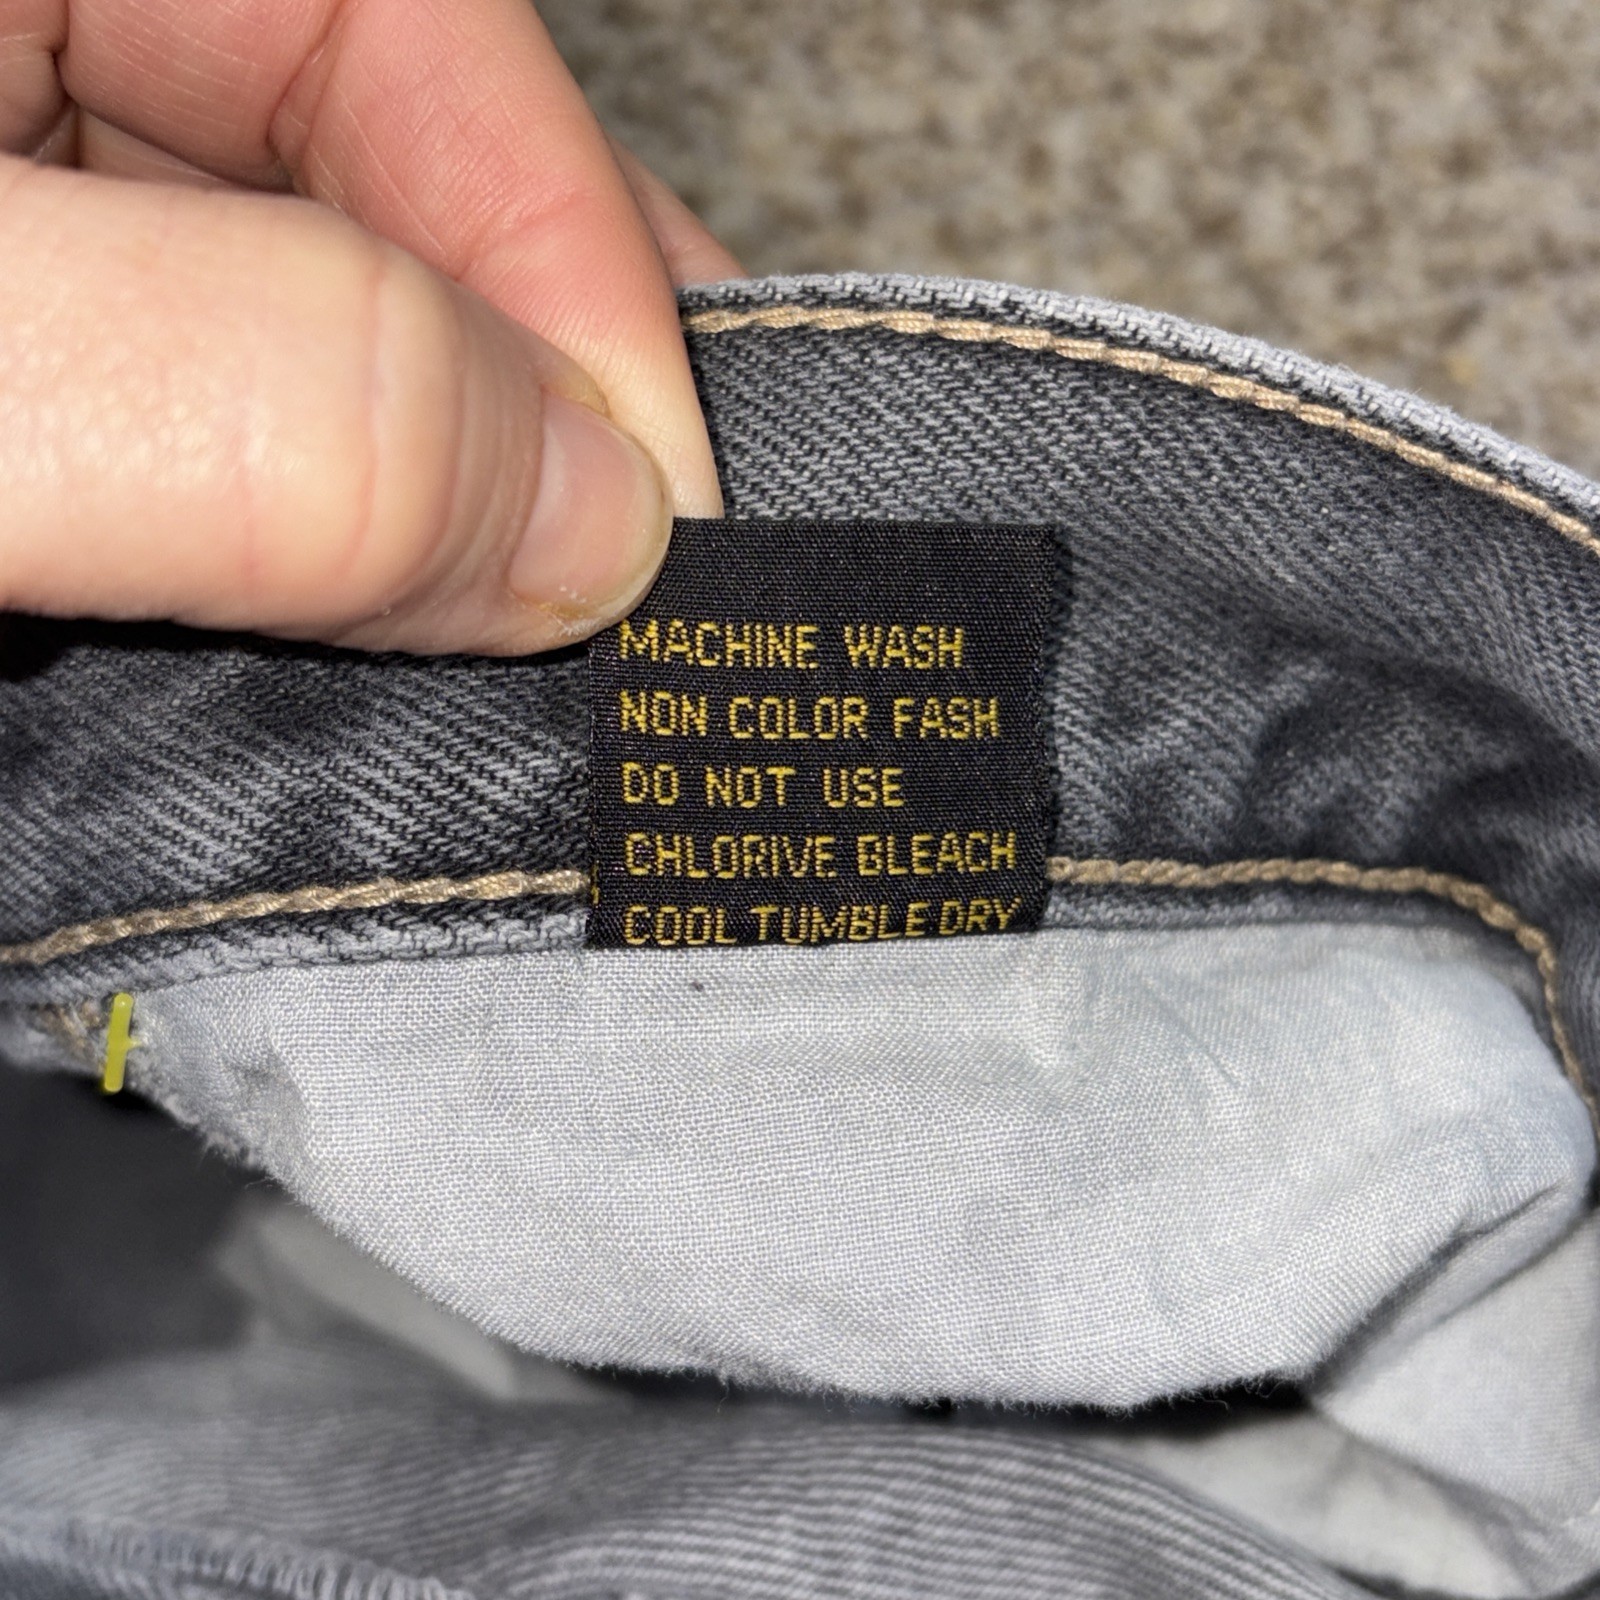 MACHINE WASH
NON COLOR FASH
DO NOT USE
CHLORIVE BLEACH
COOL TUMBLE DRY